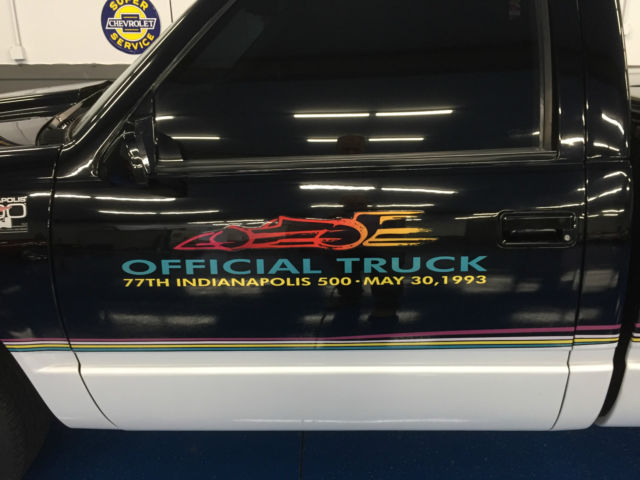 SUPER
CHEVROLET
SERVICE
OFFICIAL TRUCK
77TH INDIANAPOLIS 500 · MAY 30, 1993